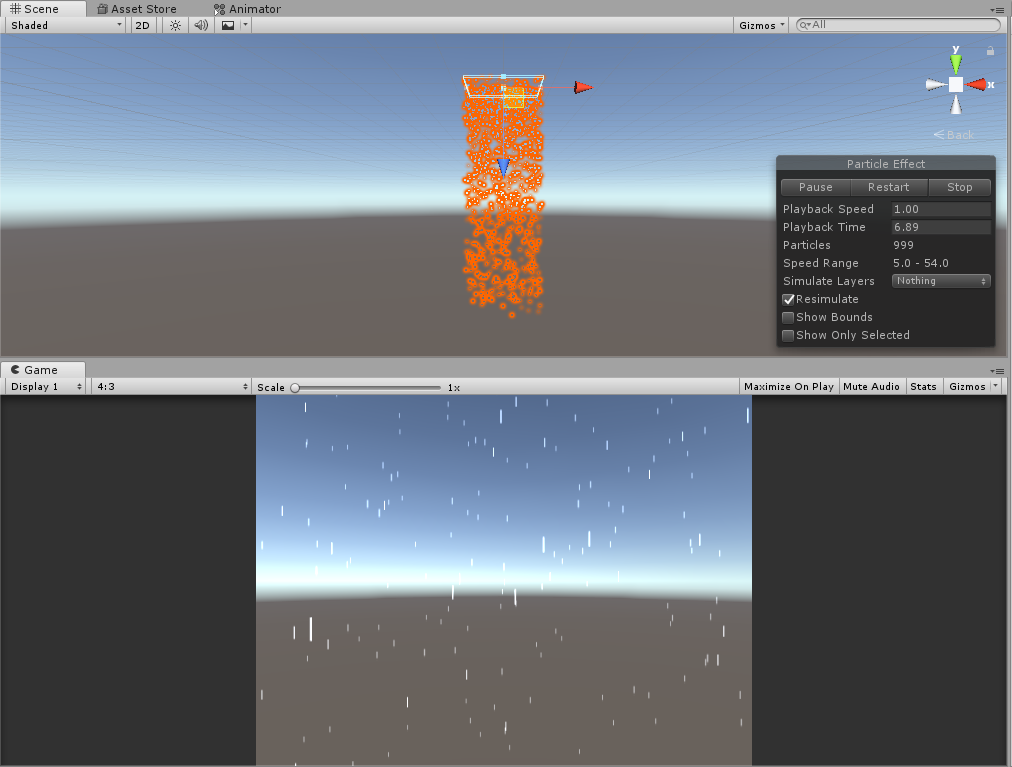 Scene Asset Store Animator
Shaded 2D Gizmos All
y
x
Back
Particle Effect
Pause Restart Stop
Playback Speed 1.00
Playback Time 6.89
Particles 999
Speed Range 5.0 - 54.0
Simulate Layers Nothing
Resimulate
Show Bounds
Show Only Selected
Game
Display 1 4:3 Scale 1x Maximize On Play Mute Audio Stats Gizmos